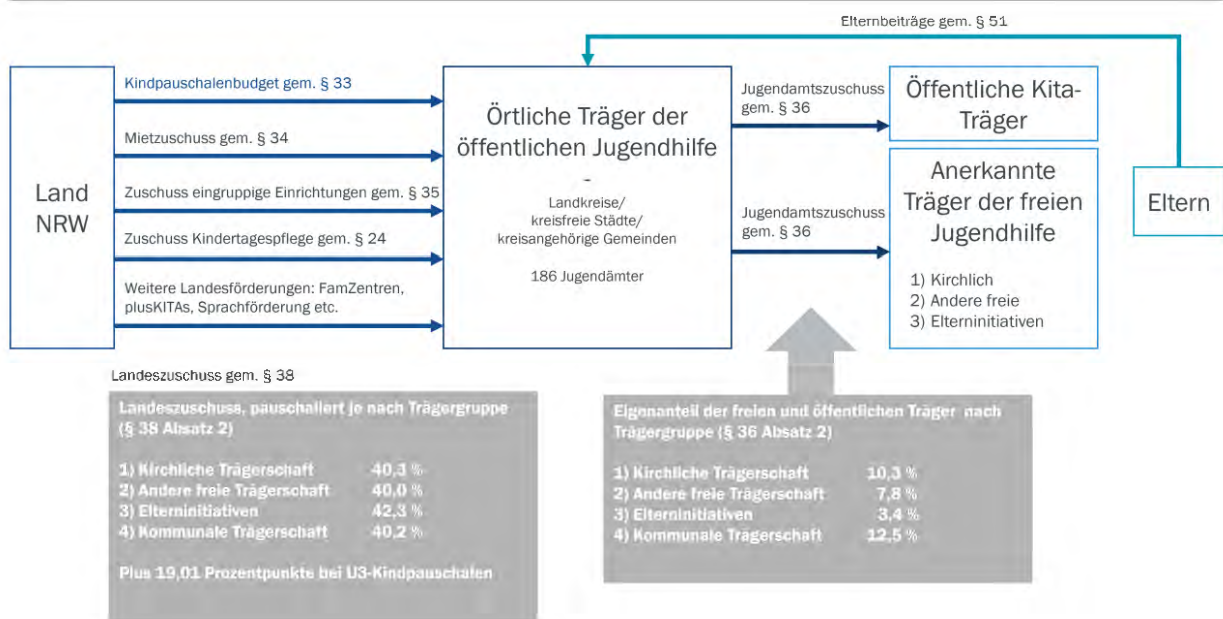 Elternbeiträge gem. § 51
Land
NRW
Kindpauschalenbudget gem. § 33
Mietzuschuss gem. § 34
Zuschuss eingruppige Einrichtungen gem. § 35
Zuschuss Kindertagespflege gem. § 24
Weitere Landesförderungen: FamZentren,
plusKITAs, Sprachförderung etc.
Örtliche Träger der
öffentlichen Jugendhilfe
-
Landkreise/
kreisfreie Städte/
kreisangehörige Gemeinden
186 Jugendämter
Jugendamtszuschuss
gem. § 36
Jugendamtszuschuss
gem. § 36
Öffentliche Kita-
Träger
Anerkannte
Träger der freien
Jugendhilfe
1) Kirchlich
2) Andere freie
3) Elterninitiativen
Eltern
Landeszuschuss gem. § 38
Landeszuschuss, pauschaliert je nach Trägergruppe
(§ 38 Absatz 2)
1) Kirchliche Trägerschaft 40,3 %
2) Andere freie Trägerschaft 40,0 %
3) Elterninitiativen 42,3 %
4) Kommunale Trägerschaft 40,2 %
Plus 19,01 Prozentpunkte bei U3-Kindpauschalen
Eigenanteil der freien und öffentlichen Träger nach
Trägergruppe (§ 36 Absatz 2)
1) Kirchliche Trägerschaft 10,3 %
2) Andere freie Trägerschaft 7,8 %
3) Elterninitiativen 3,4 %
4) Kommunale Trägerschaft 12,5 %